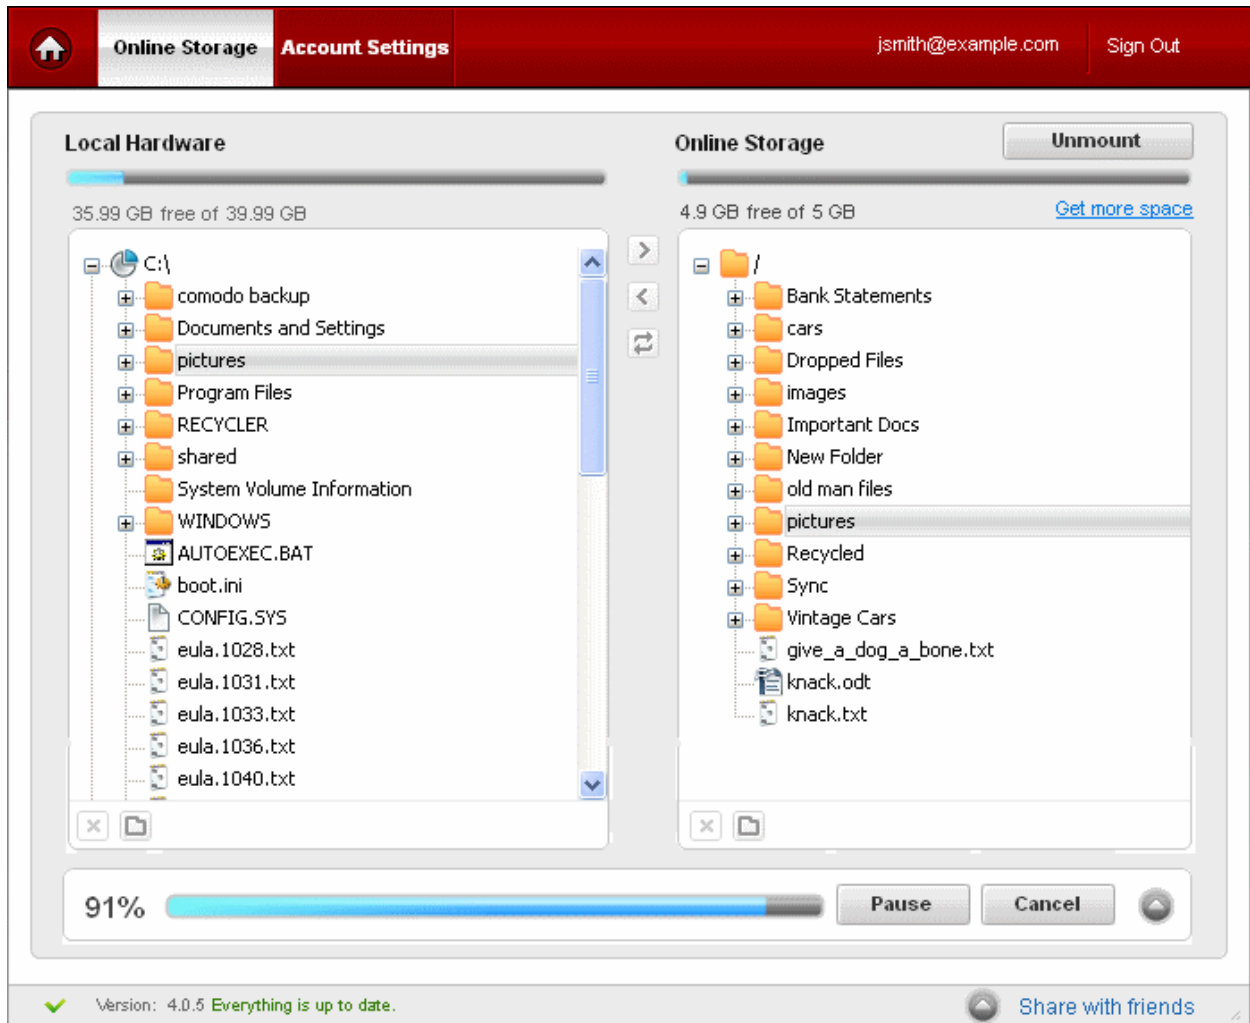 Online Storage Account Settings jsmith@example.com Sign Out
Local Hardware
35.99 GB free of 39.99 GB
C:\
comodo backup
Documents and Settings
pictures
Program Files
RECYCLER
shared
System Volume Information
WINDOWS
AUTOEXEC.BAT
boot.ini
CONFIG.SYS
eula.1028.txt
eula.1031.txt
eula.1033.txt
eula.1036.txt
eula.1040.txt
Online Storage Unmount
4.9 GB free of 5 GB Get more space
/
Bank Statements
cars
Dropped Files
images
Important Docs
New Folder
old man files
pictures
Recycled
Sync
Vintage Cars
give_a_dog_a_bone.txt
knack.odt
knack.txt
91% Pause Cancel
Version: 4.0.5 Everything is up to date. Share with friends